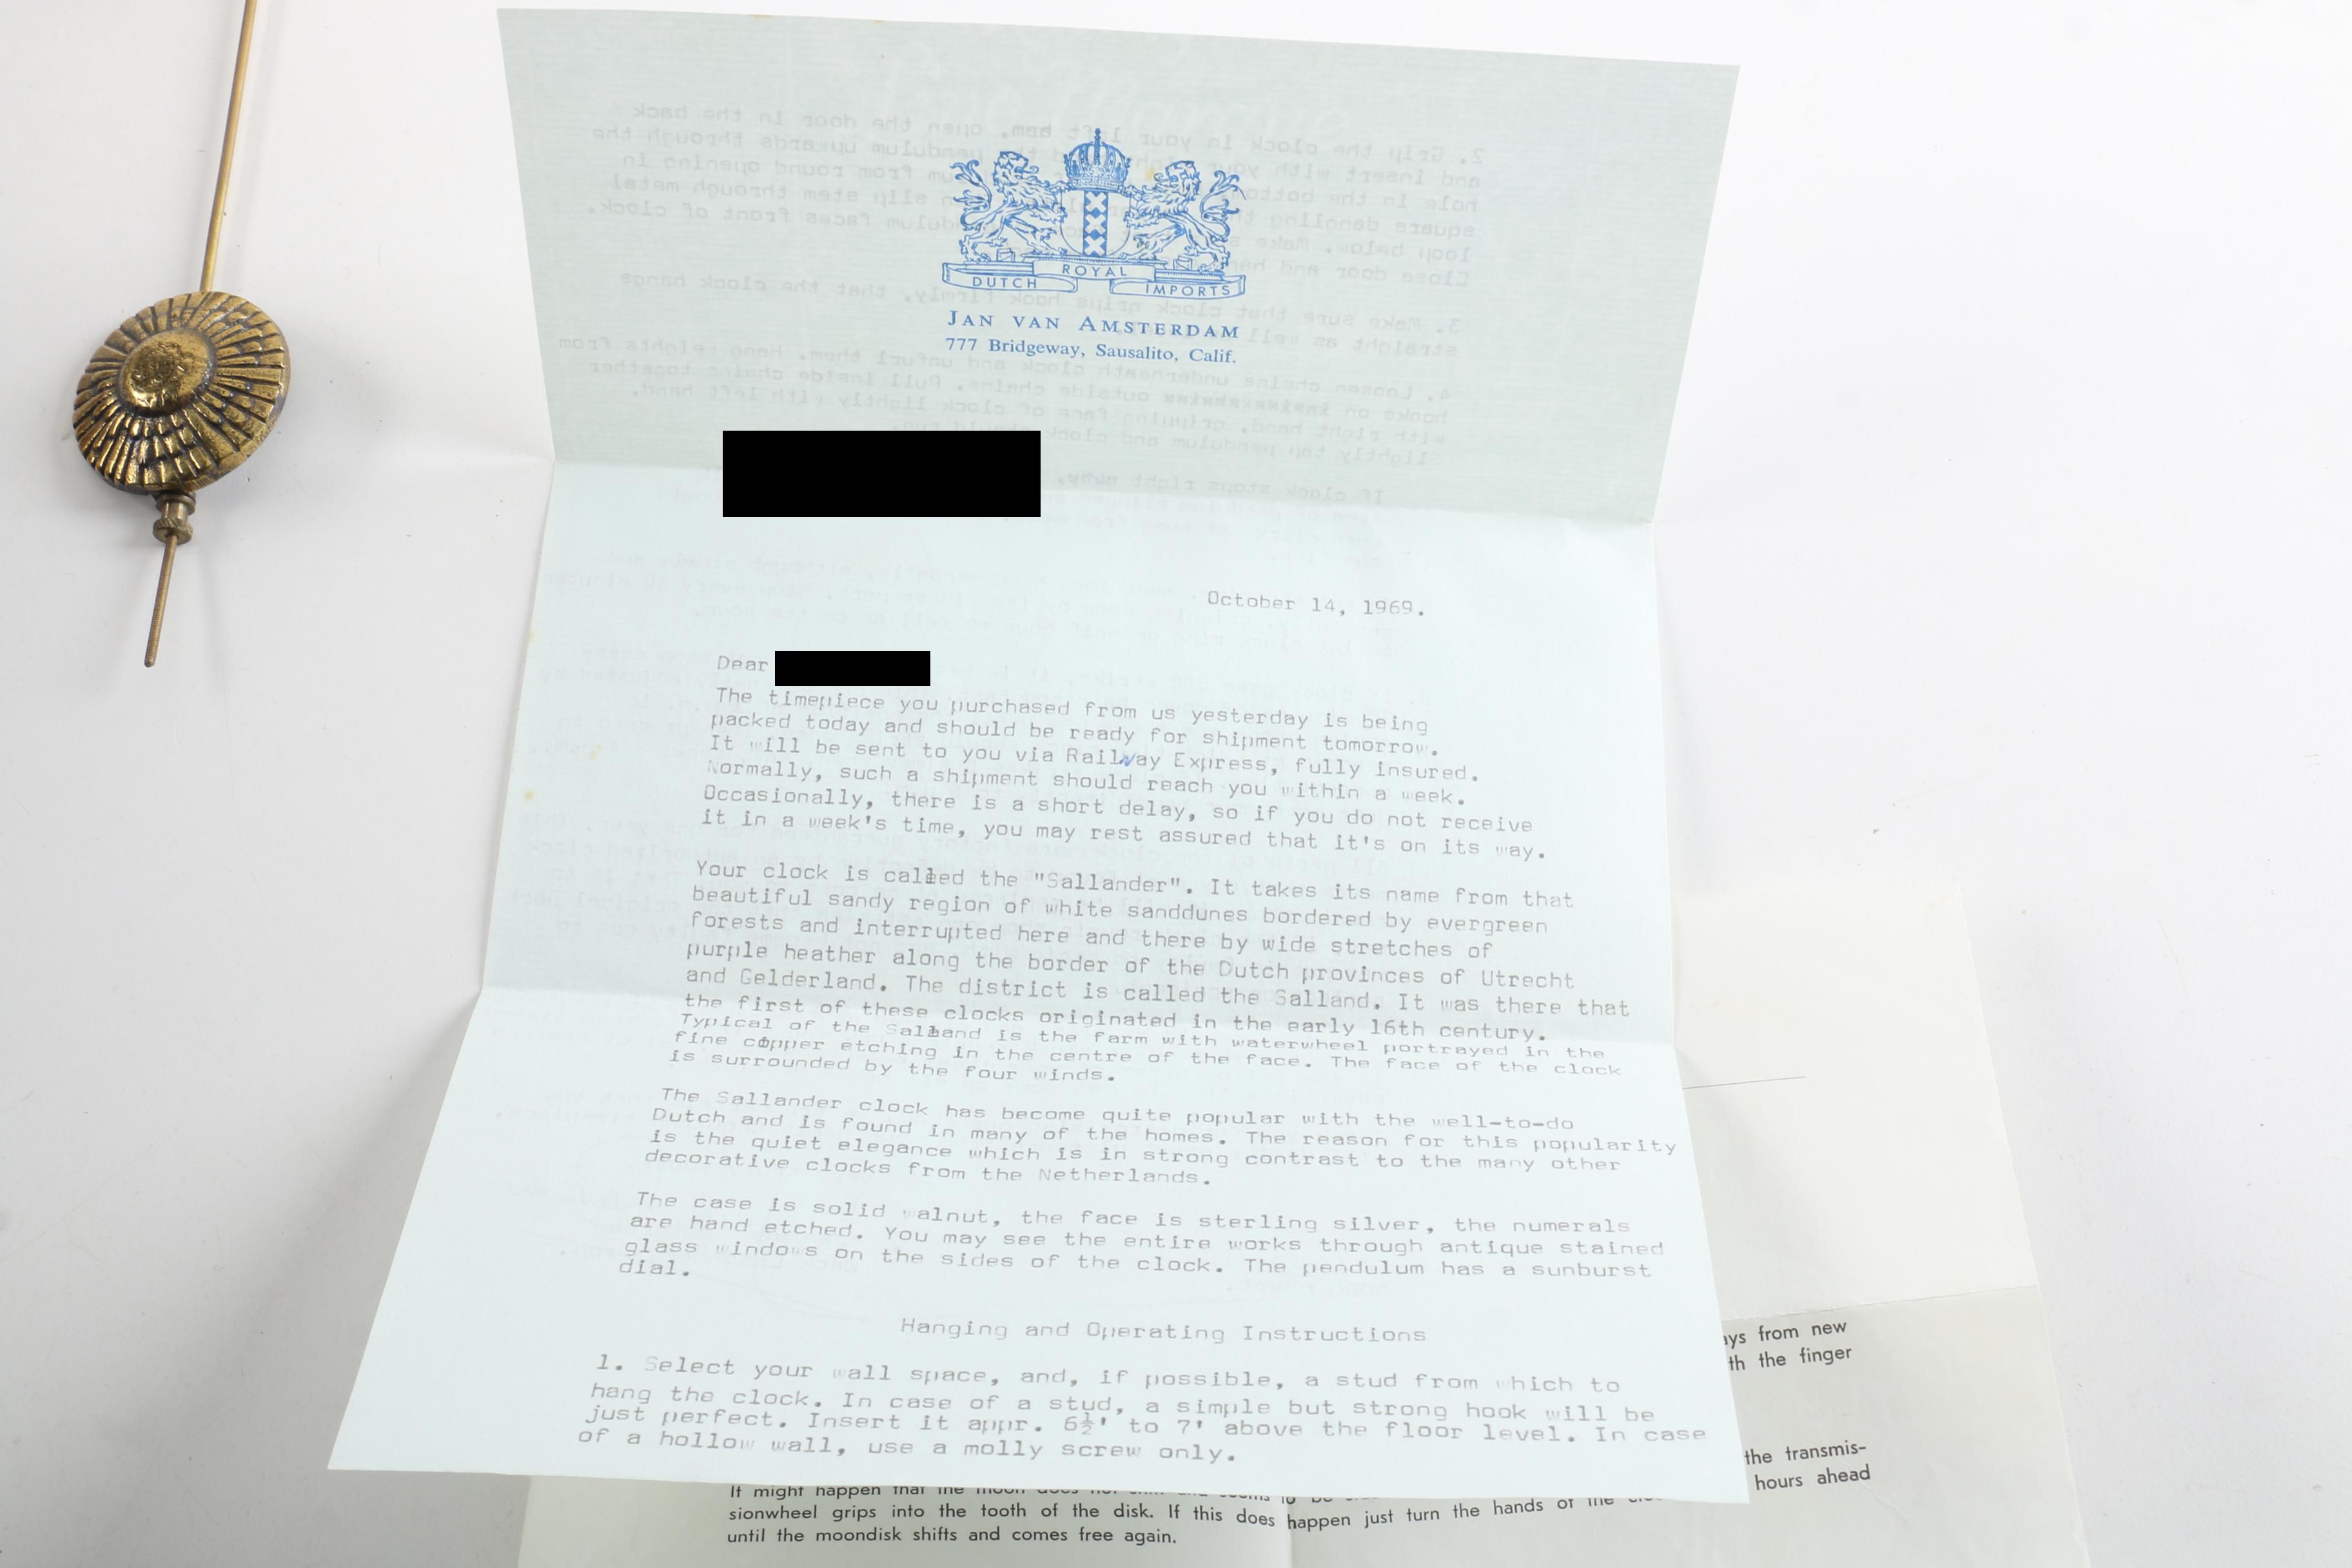 DUTCH ROYAL IMPORTS
JAN VAN AMSTERDAM
777 Bridgeway, Sausalito, Calif.
October 14, 1969.
Dear
The timepiece you purchased from us yesterday is being
packed today and should be ready for shipment tomorrow.
It will be sent to you via Railway Express, fully insured.
Normally, such a shipment should reach you within a week.
Occasionally, there is a short delay, so if you do not receive
it in a week's time, you may rest assured that it's on its way.
Your clock is called the "Sallander". It takes its name from that
beautiful sandy region of white sanddunes bordered by evergreen
forests and interrupted here and there by wide stretches of
purple heather along the border of the Dutch provinces of Utrecht
and Gelderland. The district is called the Salland. It was there that
the first of these clocks originated in the early 16th century.
Typical of the Salland is the farm with waterwheel portrayed in the
fine copper etching in the centre of the face. The face of the clock
is surrounded by the four winds.
The Sallander clock has become quite popular with the well-to-do
Dutch and is found in many of the homes. The reason for this popularity
is the quiet elegance which is in strong contrast to the many other
decorative clocks from the Netherlands.
The case is solid walnut, the face is sterling silver, the numerals
are hand etched. You may see the entire works through antique stained
glass windows on the sides of the clock. The pendulum has a sunburst
dial.
Hanging and Operating Instructions
1. Select your wall space, and, if possible, a stud from which to
hang the clock. In case of a stud, a simple but strong hook will be
just perfect. Insert it appr. 6½' to 7' above the floor level. In case
of a hollow wall, use a molly screw only.
ays from new
th the finger
the transmis-
hours ahead
It might happen that the moon does not
sionwheel grips into the tooth of the disk. If this does happen just turn the hands of the
until the moondisk shifts and comes free again.